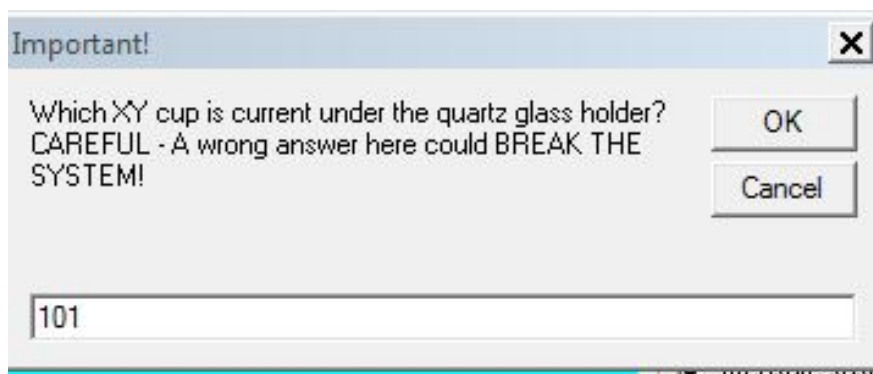 Important!
Which XY cup is current under the quartz glass holder?
CAREFUL - A wrong answer here could BREAK THE
SYSTEM!
OK
Cancel
101